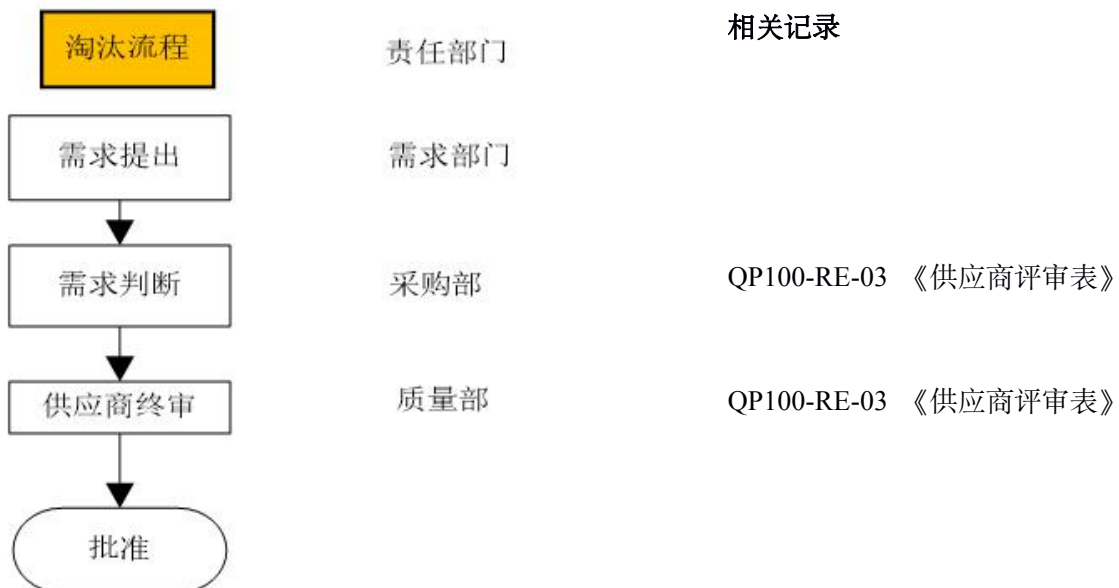 淘汰流程 责任部门 相关记录
需求提出 需求部门
需求判断 采购部 QP100-RE-03 《供应商评审表》
供应商终审 质量部 QP100-RE-03 《供应商评审表》
批准